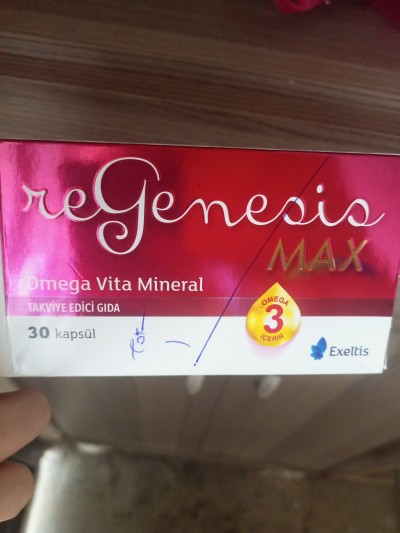 reGenesis
MAX
Omega Vita Mineral
TAKVİYE EDİCİ GIDA
30 kapsül
OMEGA
3
İÇERİR
Exeltis